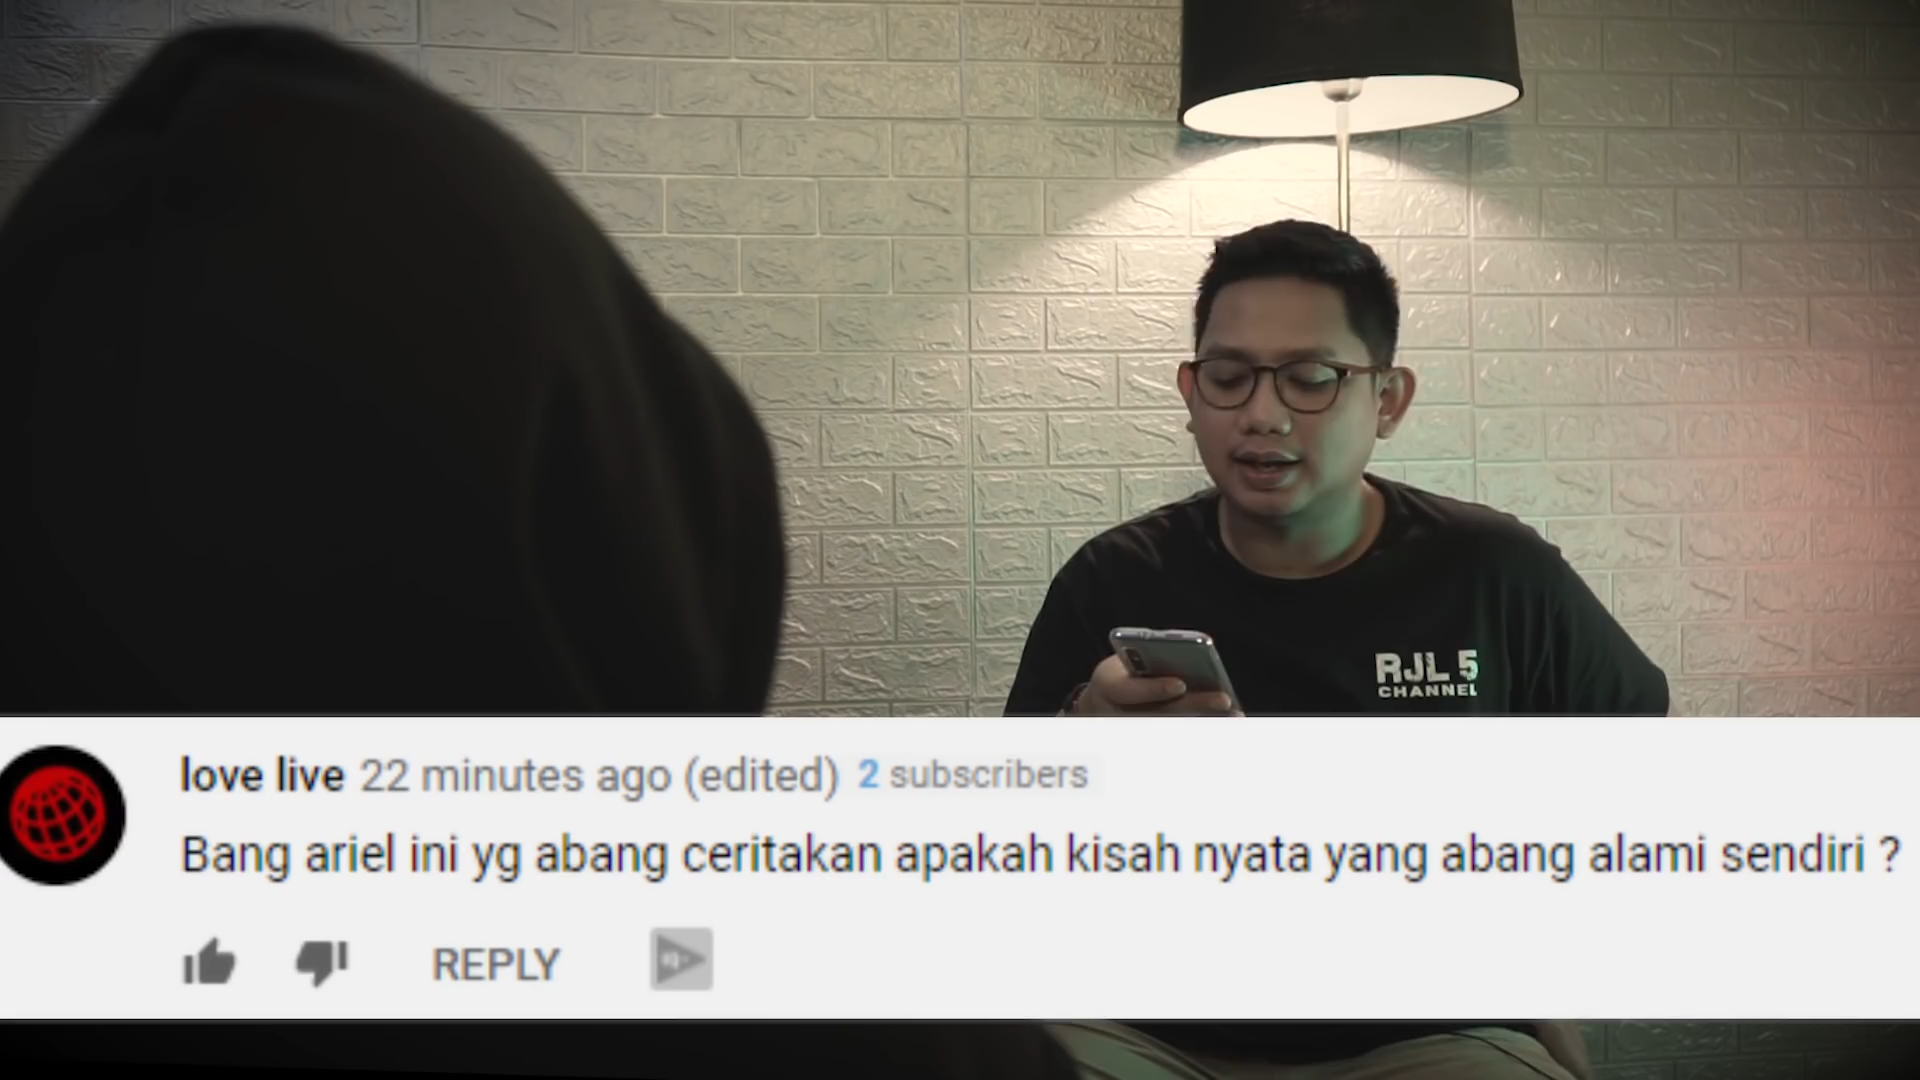 RJL 5
CHANNEL
love live 22 minutes ago (edited) 2 subscribers
Bang ariel ini yg abang ceritakan apakah kisah nyata yang abang alami sendiri ?
REPLY